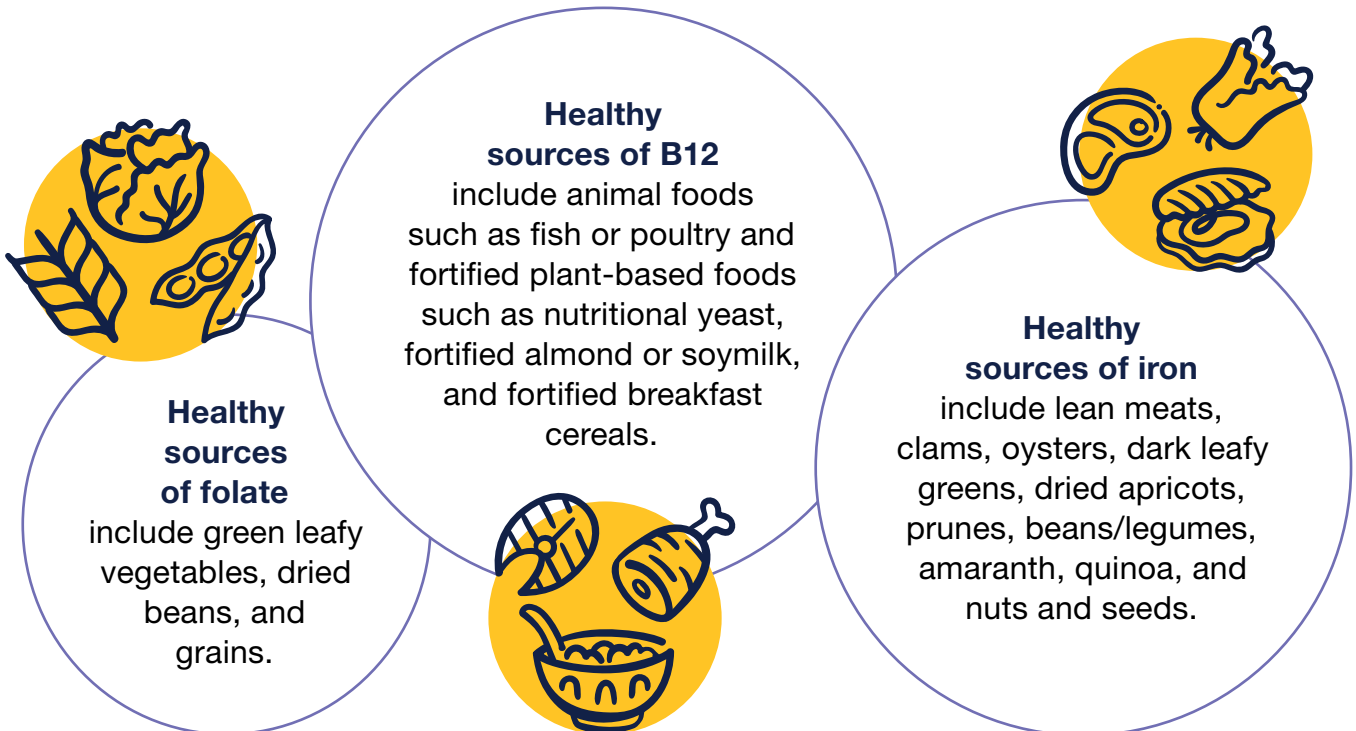 Healthy
sources
of folate
include green leafy
vegetables, dried
beans, and
grains.
Healthy
sources of B12
include animal foods
such as fish or poultry and
fortified plant-based foods
such as nutritional yeast,
fortified almond or soymilk,
and fortified breakfast
cereals.
Healthy
sources of iron
include lean meats,
clams, oysters, dark leafy
greens, dried apricots,
prunes, beans/legumes,
amaranth, quinoa, and
nuts and seeds.